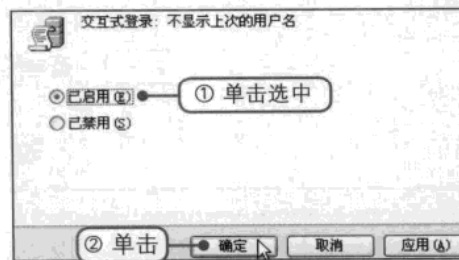 交互式登录: 不显示上次的用户名
已启用(E)
① 单击选中
已禁用(S)
② 单击
确定
取消
应用(A)